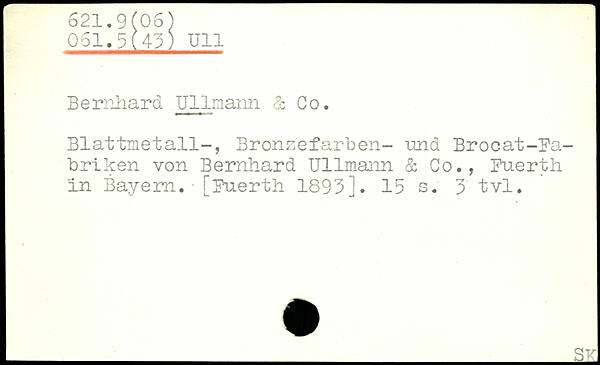 621.9(06)
061.5(43) Ull
Bernhard Ullmann & Co.
Blattmetall-, Bronzefarben- und Brocat-Fa-
briken von Bernhard Ullmann & Co., Fuerth
in Bayern. [Fuerth 1893]. 15 s. 3 tvl.
SK